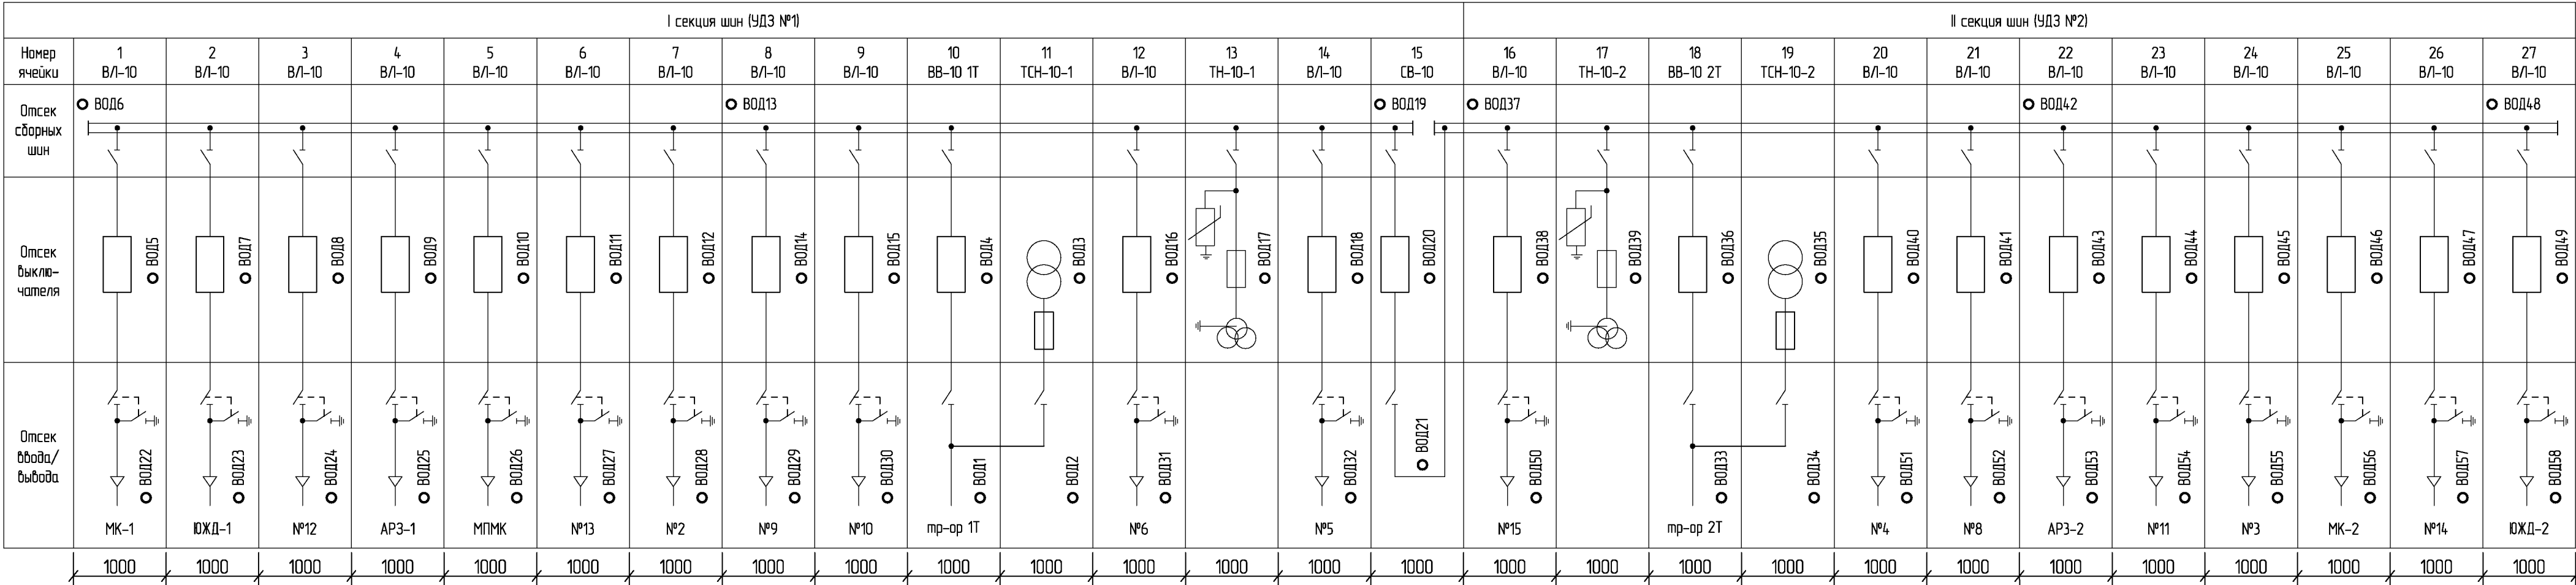 I секция шин (УДЗ №1) II секция шин (УДЗ №2)
Номер ячейки
1 2 3 4 5 6 7 8 9 10 11 12 13 14 15 16 17 18 19 20 21 22 23 24 25 26 27
ВЛ-10 ВЛ-10 ВЛ-10 ВЛ-10 ВЛ-10 ВЛ-10 ВЛ-10 ВЛ-10 ВЛ-10 ВВ-10 1Т ТСН-10-1 ВЛ-10 ТН-10-1 ВЛ-10 СВ-10 ВЛ-10 ТН-10-2 ВВ-10 2Т ТСН-10-2 ВЛ-10 ВЛ-10 ВЛ-10 ВЛ-10 ВЛ-10 ВЛ-10 ВЛ-10 ВЛ-10
Отсек
сборных
шин
ВОД6 ВОД13 ВОД19 ВОД37 ВОД42 ВОД48
Отсек
выклю-
чателя
ВОД5 ВОД7 ВОД8 ВОД9 ВОД10 ВОД11 ВОД12 ВОД14 ВОД15 ВОД4 ВОД3 ВОД16 ВОД17 ВОД18 ВОД20 ВОД38 ВОД39 ВОД36 ВОД35 ВОД40 ВОД41 ВОД43 ВОД44 ВОД45 ВОД46 ВОД47 ВОД49
Отсек
ввода/
вывода
ВОД22 ВОД23 ВОД24 ВОД25 ВОД26 ВОД27 ВОД28 ВОД29 ВОД30 ВОД1 ВОД2 ВОД31 ВОД32 ВОД21 ВОД50 ВОД33 ВОД34 ВОД51 ВОД52 ВОД53 ВОД54 ВОД55 ВОД56 ВОД57 ВОД58
МК-1 ЮЖД-1 №12 АРЗ-1 МПМК №13 №2 №9 №10 тр-ор 1Т №6 №5 №15 тр-ор 2Т №4 №8 АРЗ-2 №11 №3 МК-2 №14 ЮЖД-2
1000 1000 1000 1000 1000 1000 1000 1000 1000 1000 1000 1000 1000 1000 1000 1000 1000 1000 1000 1000 1000 1000 1000 1000 1000 1000 1000